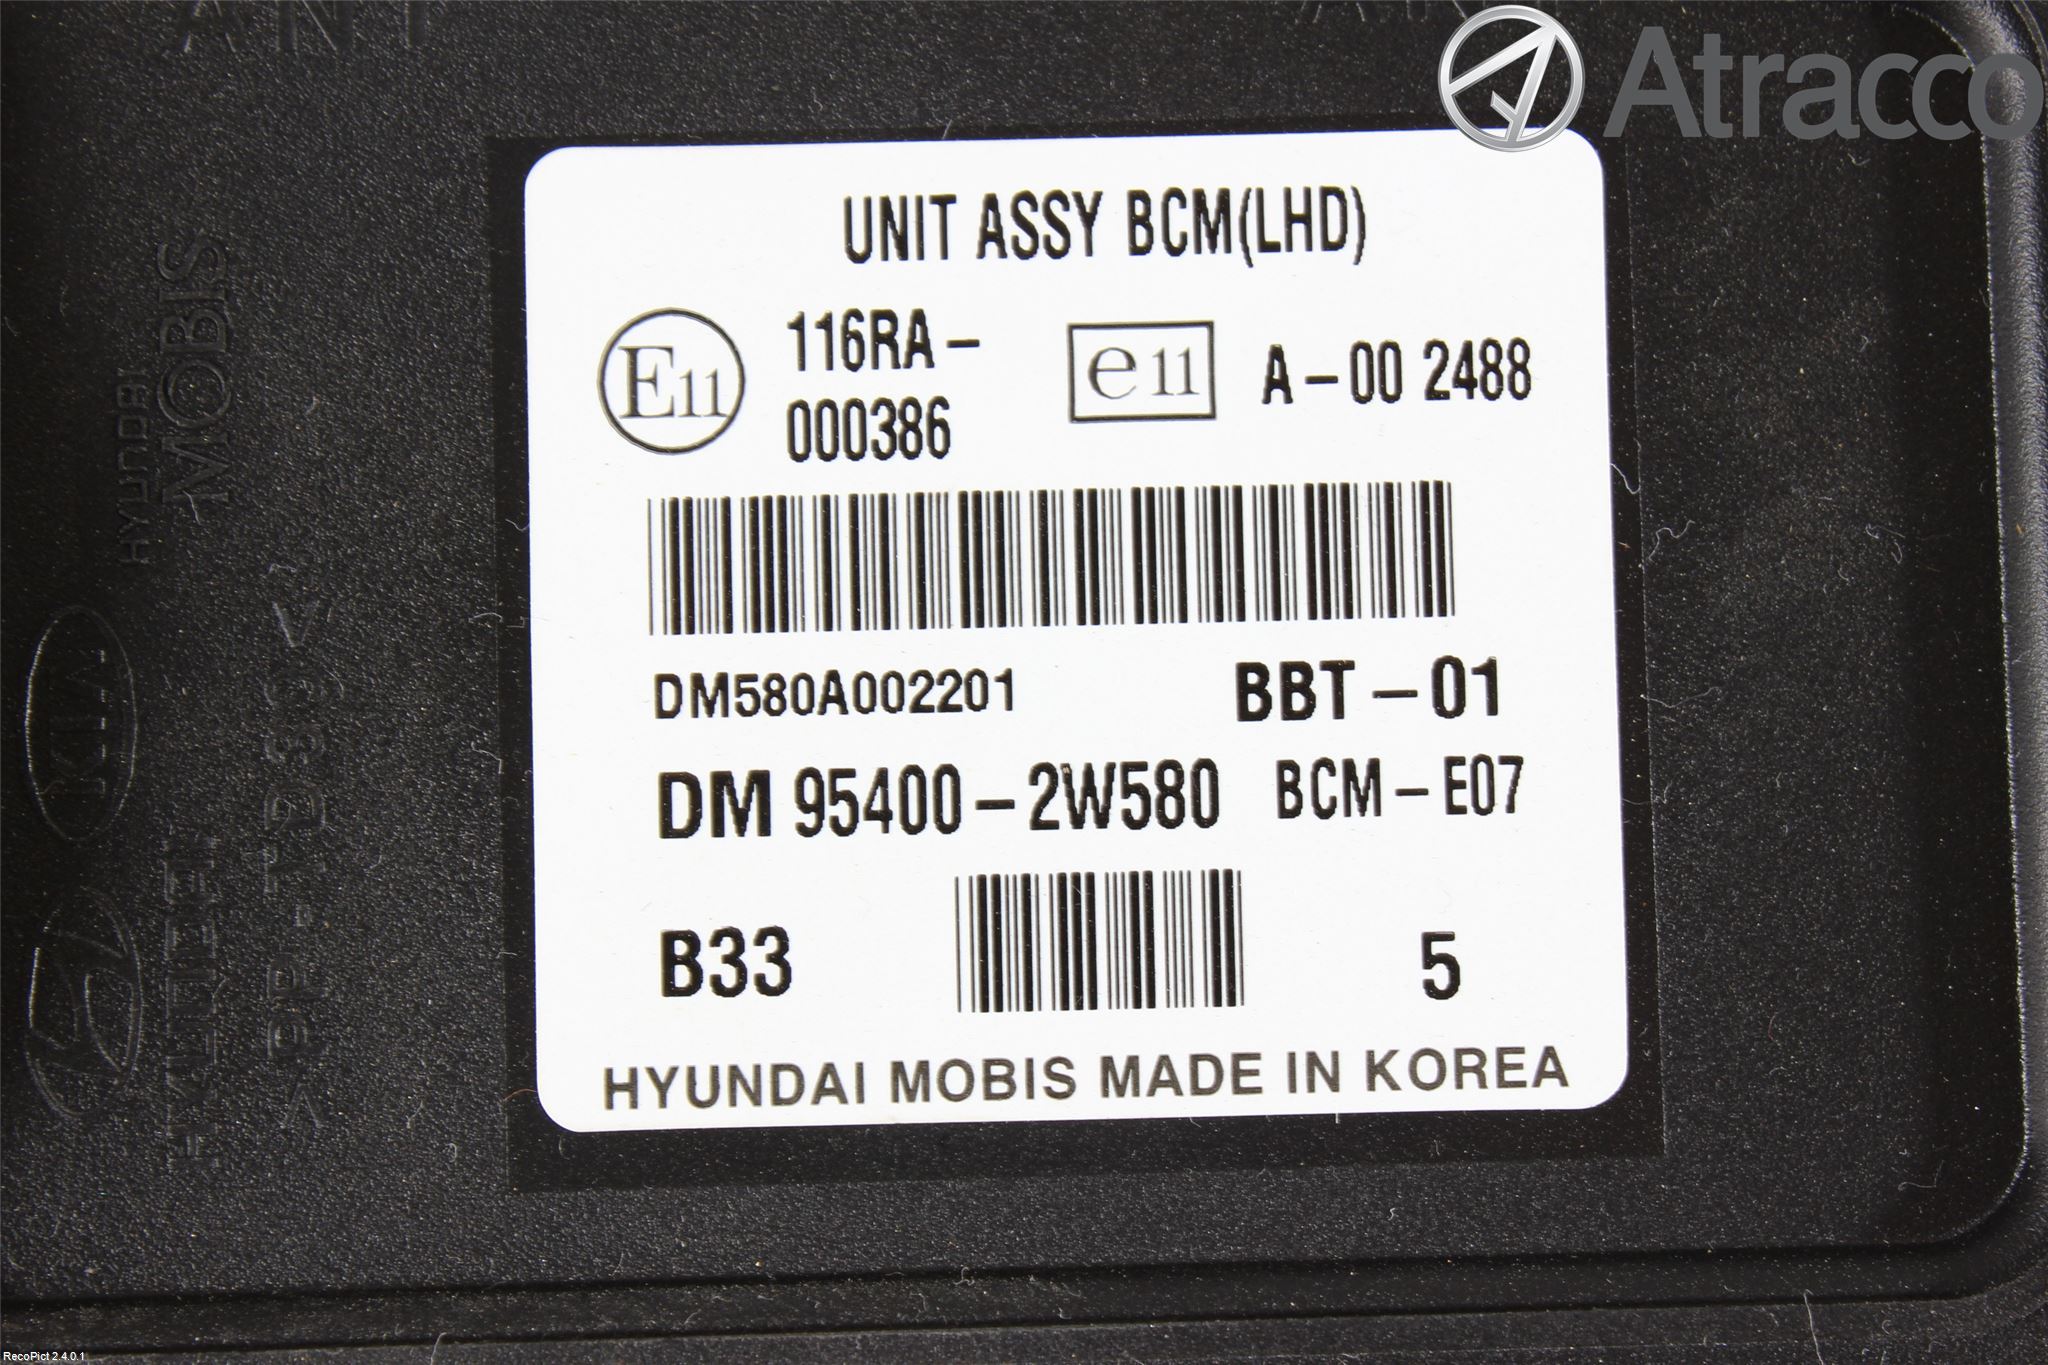 Atracco
UNIT ASSY BCM(LHD)
E11
116RA-
000386
e11
A-00 2488
DM580A002201
BBT-01
DM 95400-2W580
BCM-E07
B33
5
HYUNDAI MOBIS MADE IN KOREA
HYUNDAI
MOBIS
KIA
RecoPict 2.4.0.1